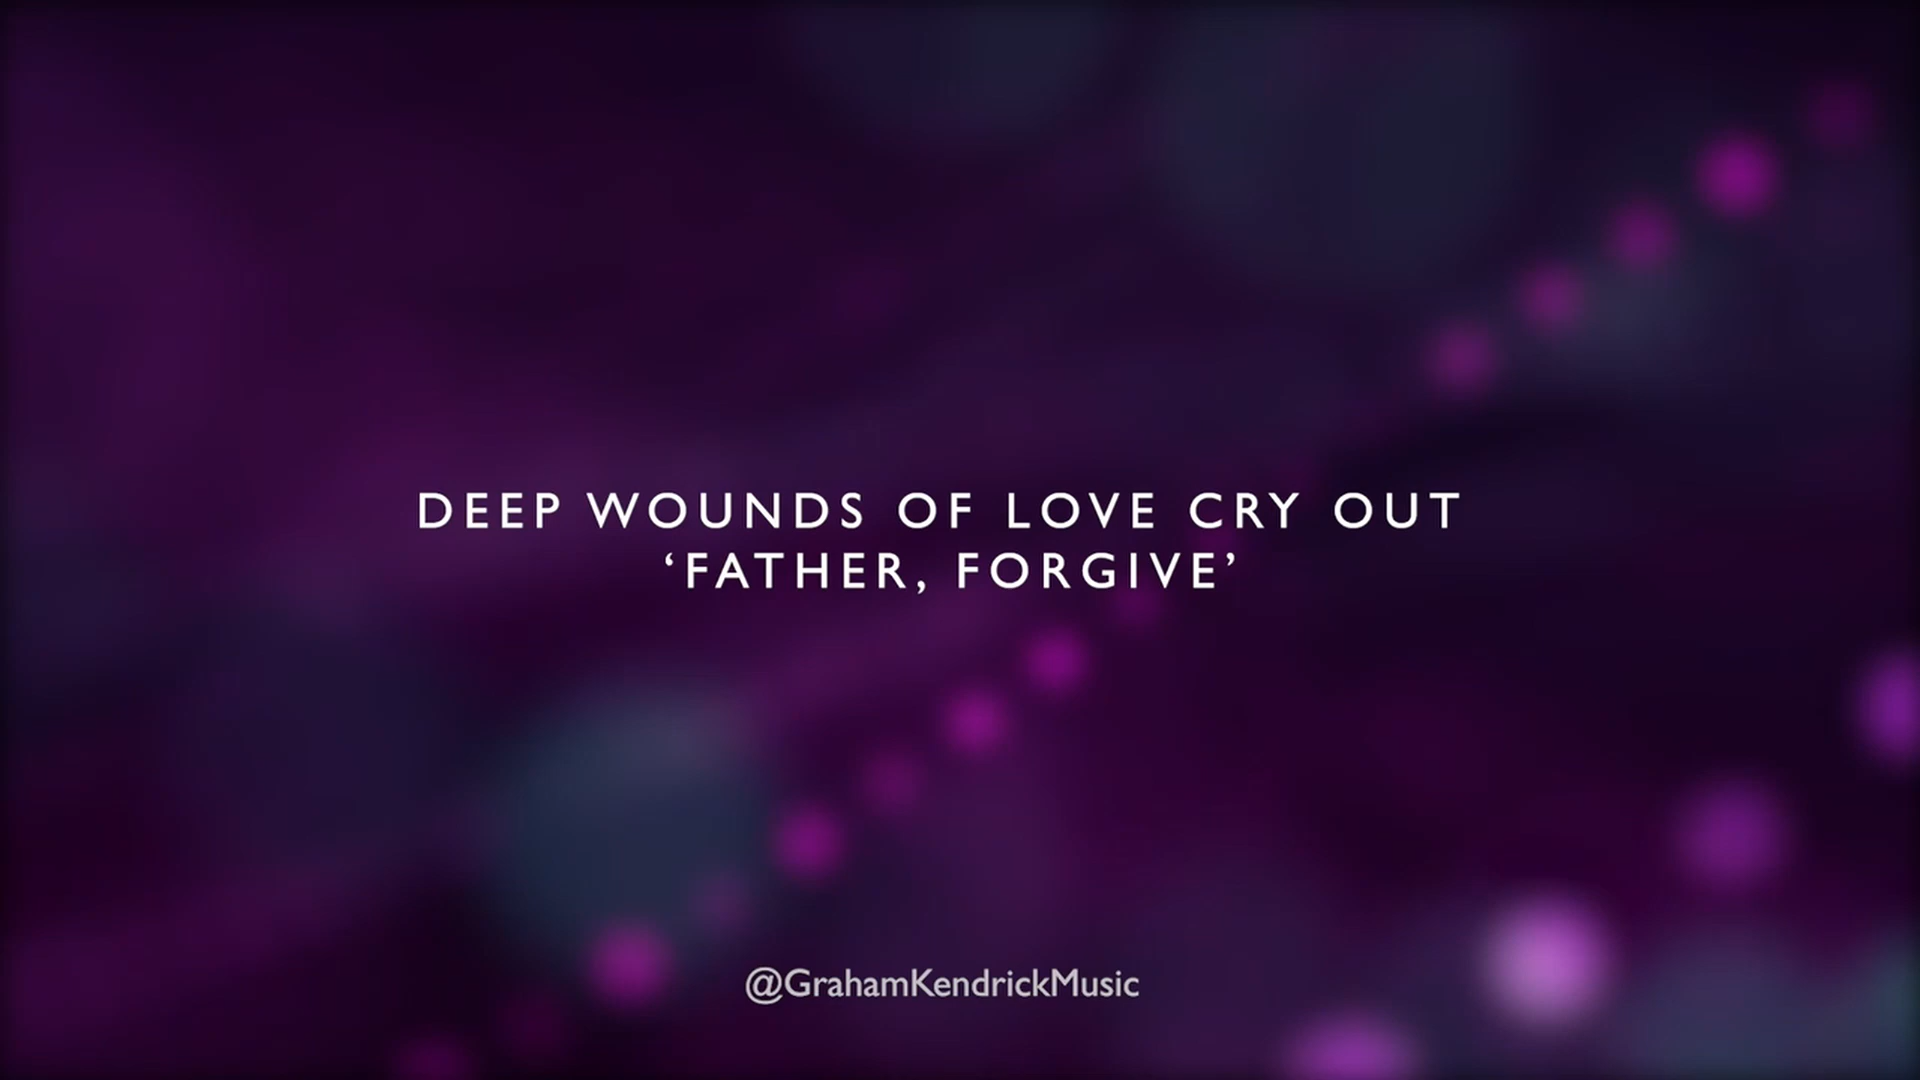 DEEP WOUNDS OF LOVE CRY OUT
‘FATHER, FORGIVE’
@GrahamKendrickMusic